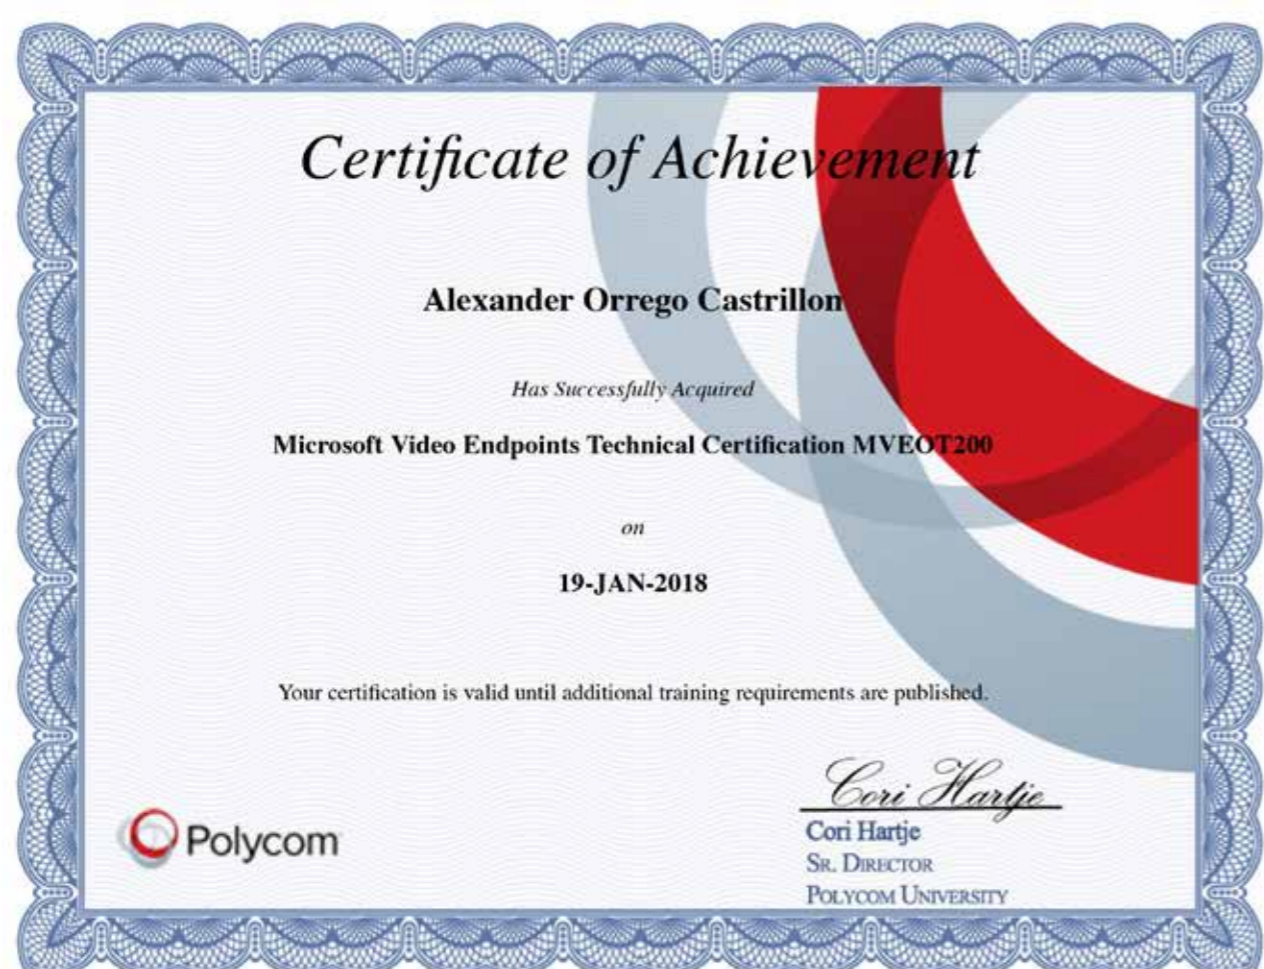 Certificate of Achievement
Alexander Orrego Castrillon
Has Successfully Acquired
Microsoft Video Endpoints Technical Certification MVEOT200
on
19-JAN-2018
Your certification is valid until additional training requirements are published.
Cori Hartje
Polycom
Cori Hartje
SR. DIRECTOR
POLYCOM UNIVERSITY